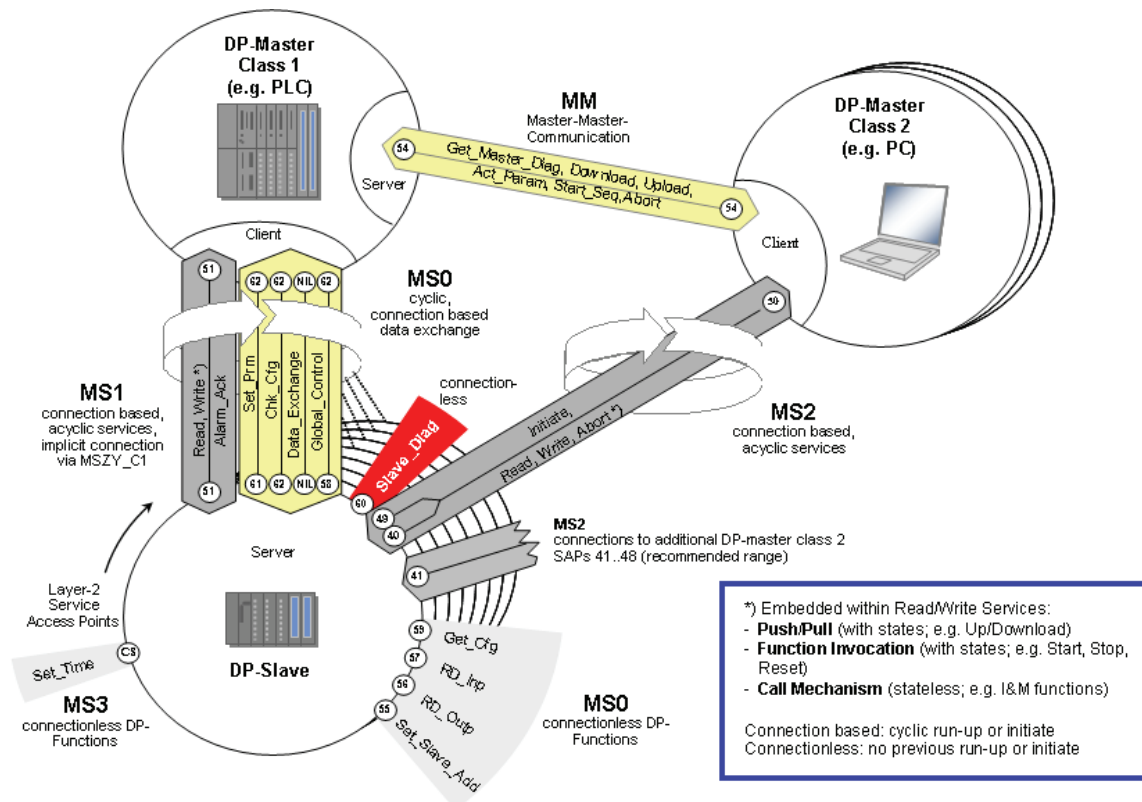 DP-Master
Class 1
(e.g. PLC)
Server
Client
MM
Master-Master-
Communication
54
Get_Master_Diag, Download, Upload,
Act_Param, Start_Seq,Abort
54
DP-Master
Class 2
(e.g. PC)
Client
51
62
62
NIL
62
MS0
cyclic,
connection based
data exchange
50
MS1
connection based,
acyclic services,
implicit connection
via MSZY_C1
Read, Write *)
Alarm_Ack
Set_Prm
Chk_Cfg
Data_Exchange
Global_Control
51
61
62
NIL
58
connection-
less
Slave_Diag
60
Initiate,
Read, Write, Abort *)
49
40
MS2
connection based,
acyclic services
MS2
connections to additional DP-master class 2
SAPs 41..48 (recommended range)
41
Server
DP-Slave
Layer-2
Service
Access Points
CS
Set_Time
MS3
connectionless DP-
Functions
59
Get_Cfg
57
RD_Inp
56
RD_Outp
55
Set_Slave_Add
MS0
connectionless DP-
Functions
*) Embedded within Read/Write Services:
- Push/Pull (with states; e.g. Up/Download)
- Function Invocation (with states; e.g. Start, Stop,
Reset)
- Call Mechanism (stateless; e.g. I&M functions)
Connection based: cyclic run-up or initiate
Connectionless: no previous run-up or initiate